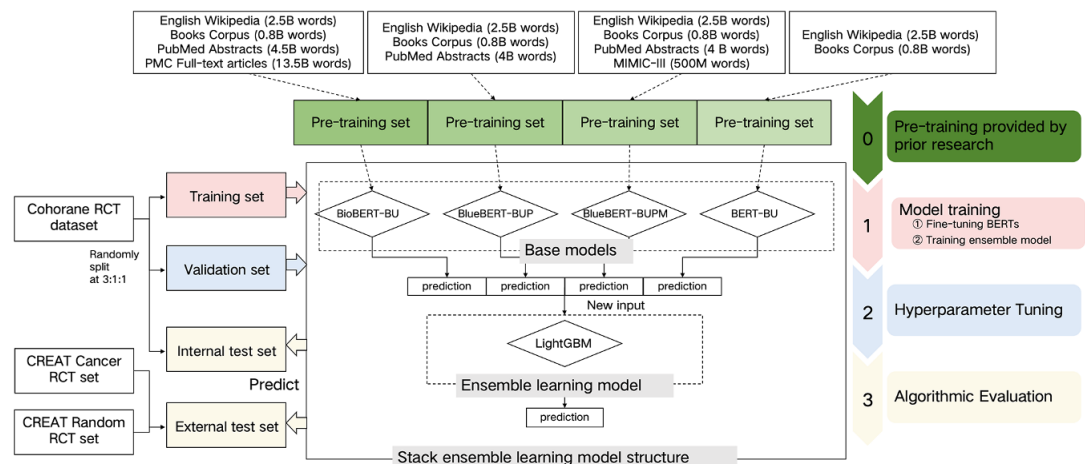 English Wikipedia (2.5B words)
Books Corpus (0.8B words)
PubMed Abstracts (4.5B words)
PMC Full-text articles (13.5B words)
English Wikipedia (2.5B words)
Books Corpus (0.8B words)
PubMed Abstracts (4B words)
English Wikipedia (2.5B words)
Books Corpus (0.8B words)
PubMed Abstracts (4 B words)
MIMIC-III (500M words)
English Wikipedia (2.5B words)
Books Corpus (0.8B words)
Pre-training set
Pre-training set
Pre-training set
Pre-training set
0
Pre-training provided by
prior research
Cohorane RCT
dataset
Randomly
split
at 3:1:1
Training set
Validation set
Internal test set
External test set
CREAT Cancer
RCT set
CREAT Random
RCT set
Predict
BioBERT-BU
BlueBERT-BUP
BlueBERT-BUPM
BERT-BU
Base models
prediction
prediction
prediction
prediction
New input
LightGBM
Ensemble learning model
prediction
Stack ensemble learning model structure
1
Model training
① Fine-tuning BERTs
② Training ensemble model
2
Hyperparameter Tuning
3
Algorithmic Evaluation